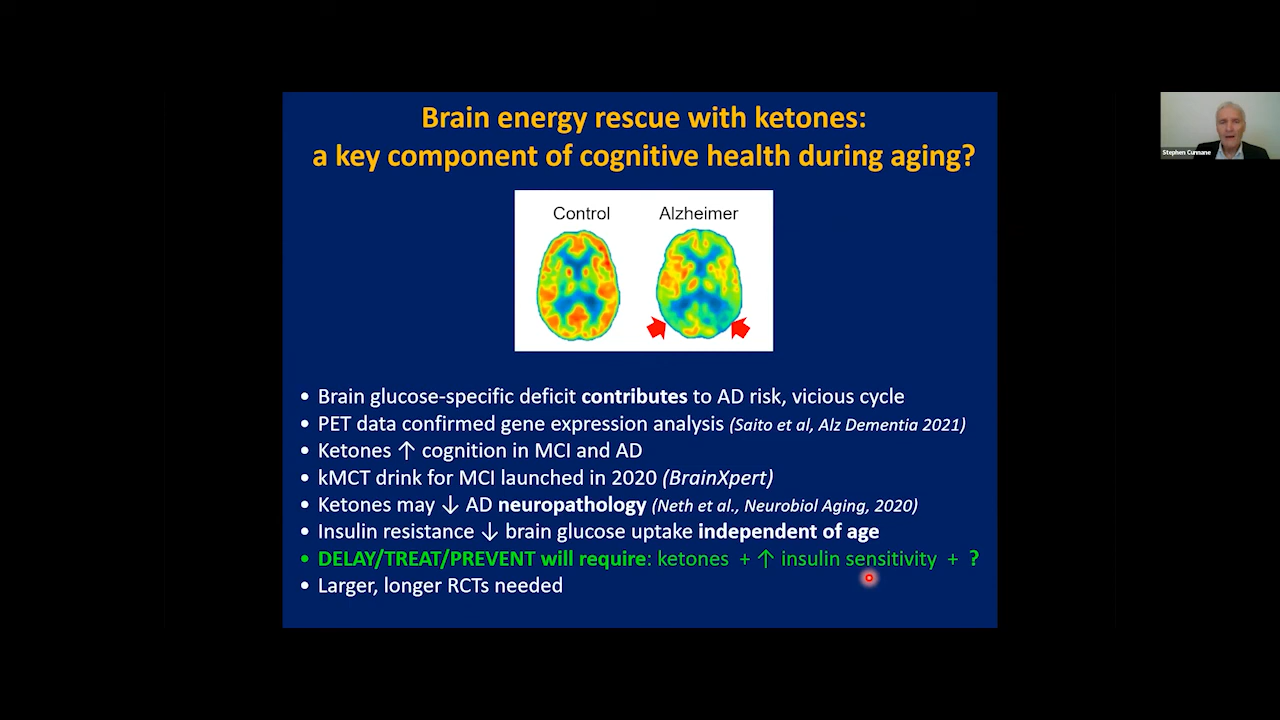 Brain energy rescue with ketones:
a key component of cognitive health during aging?
Control Alzheimer
• Brain glucose-specific deficit contributes to AD risk, vicious cycle
• PET data confirmed gene expression analysis (Saito et al, Alz Dementia 2021)
• Ketones ↑ cognition in MCI and AD
• kMCT drink for MCI launched in 2020 (BrainXpert)
• Ketones may ↓ AD neuropathology (Neth et al., Neurobiol Aging, 2020)
• Insulin resistance ↓ brain glucose uptake independent of age
• DELAY/TREAT/PREVENT will require: ketones + ↑ insulin sensitivity + ?
• Larger, longer RCTs needed
Stephen Cunnane